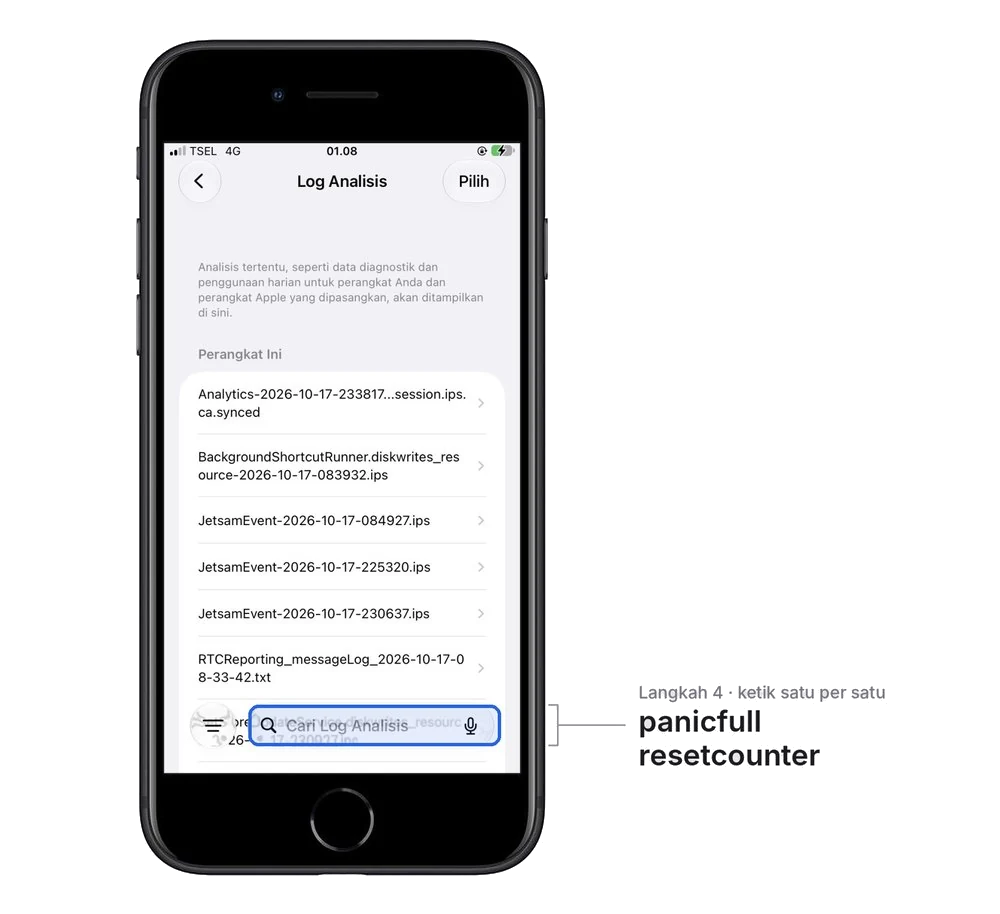 TSEL 4G 01.08
Log Analisis
Pilih
Analisis tertentu, seperti data diagnostik dan
penggunaan harian untuk perangkat Anda dan
perangkat Apple yang dipasangkan, akan ditampilkan
di sini.
Perangkat Ini
Analytics-2026-10-17-233817...session.ips.
ca.synced
BackgroundShortcutRunner.diskwrites_res
ource-2026-10-17-083932.ips
JetsamEvent-2026-10-17-084927.ips
JetsamEvent-2026-10-17-225320.ips
JetsamEvent-2026-10-17-230637.ips
RTCReporting_messageLog_2026-10-17-0
8-33-42.txt
Cari Log Analisis
Langkah 4 · ketik satu per satu
panicfull
resetcounter